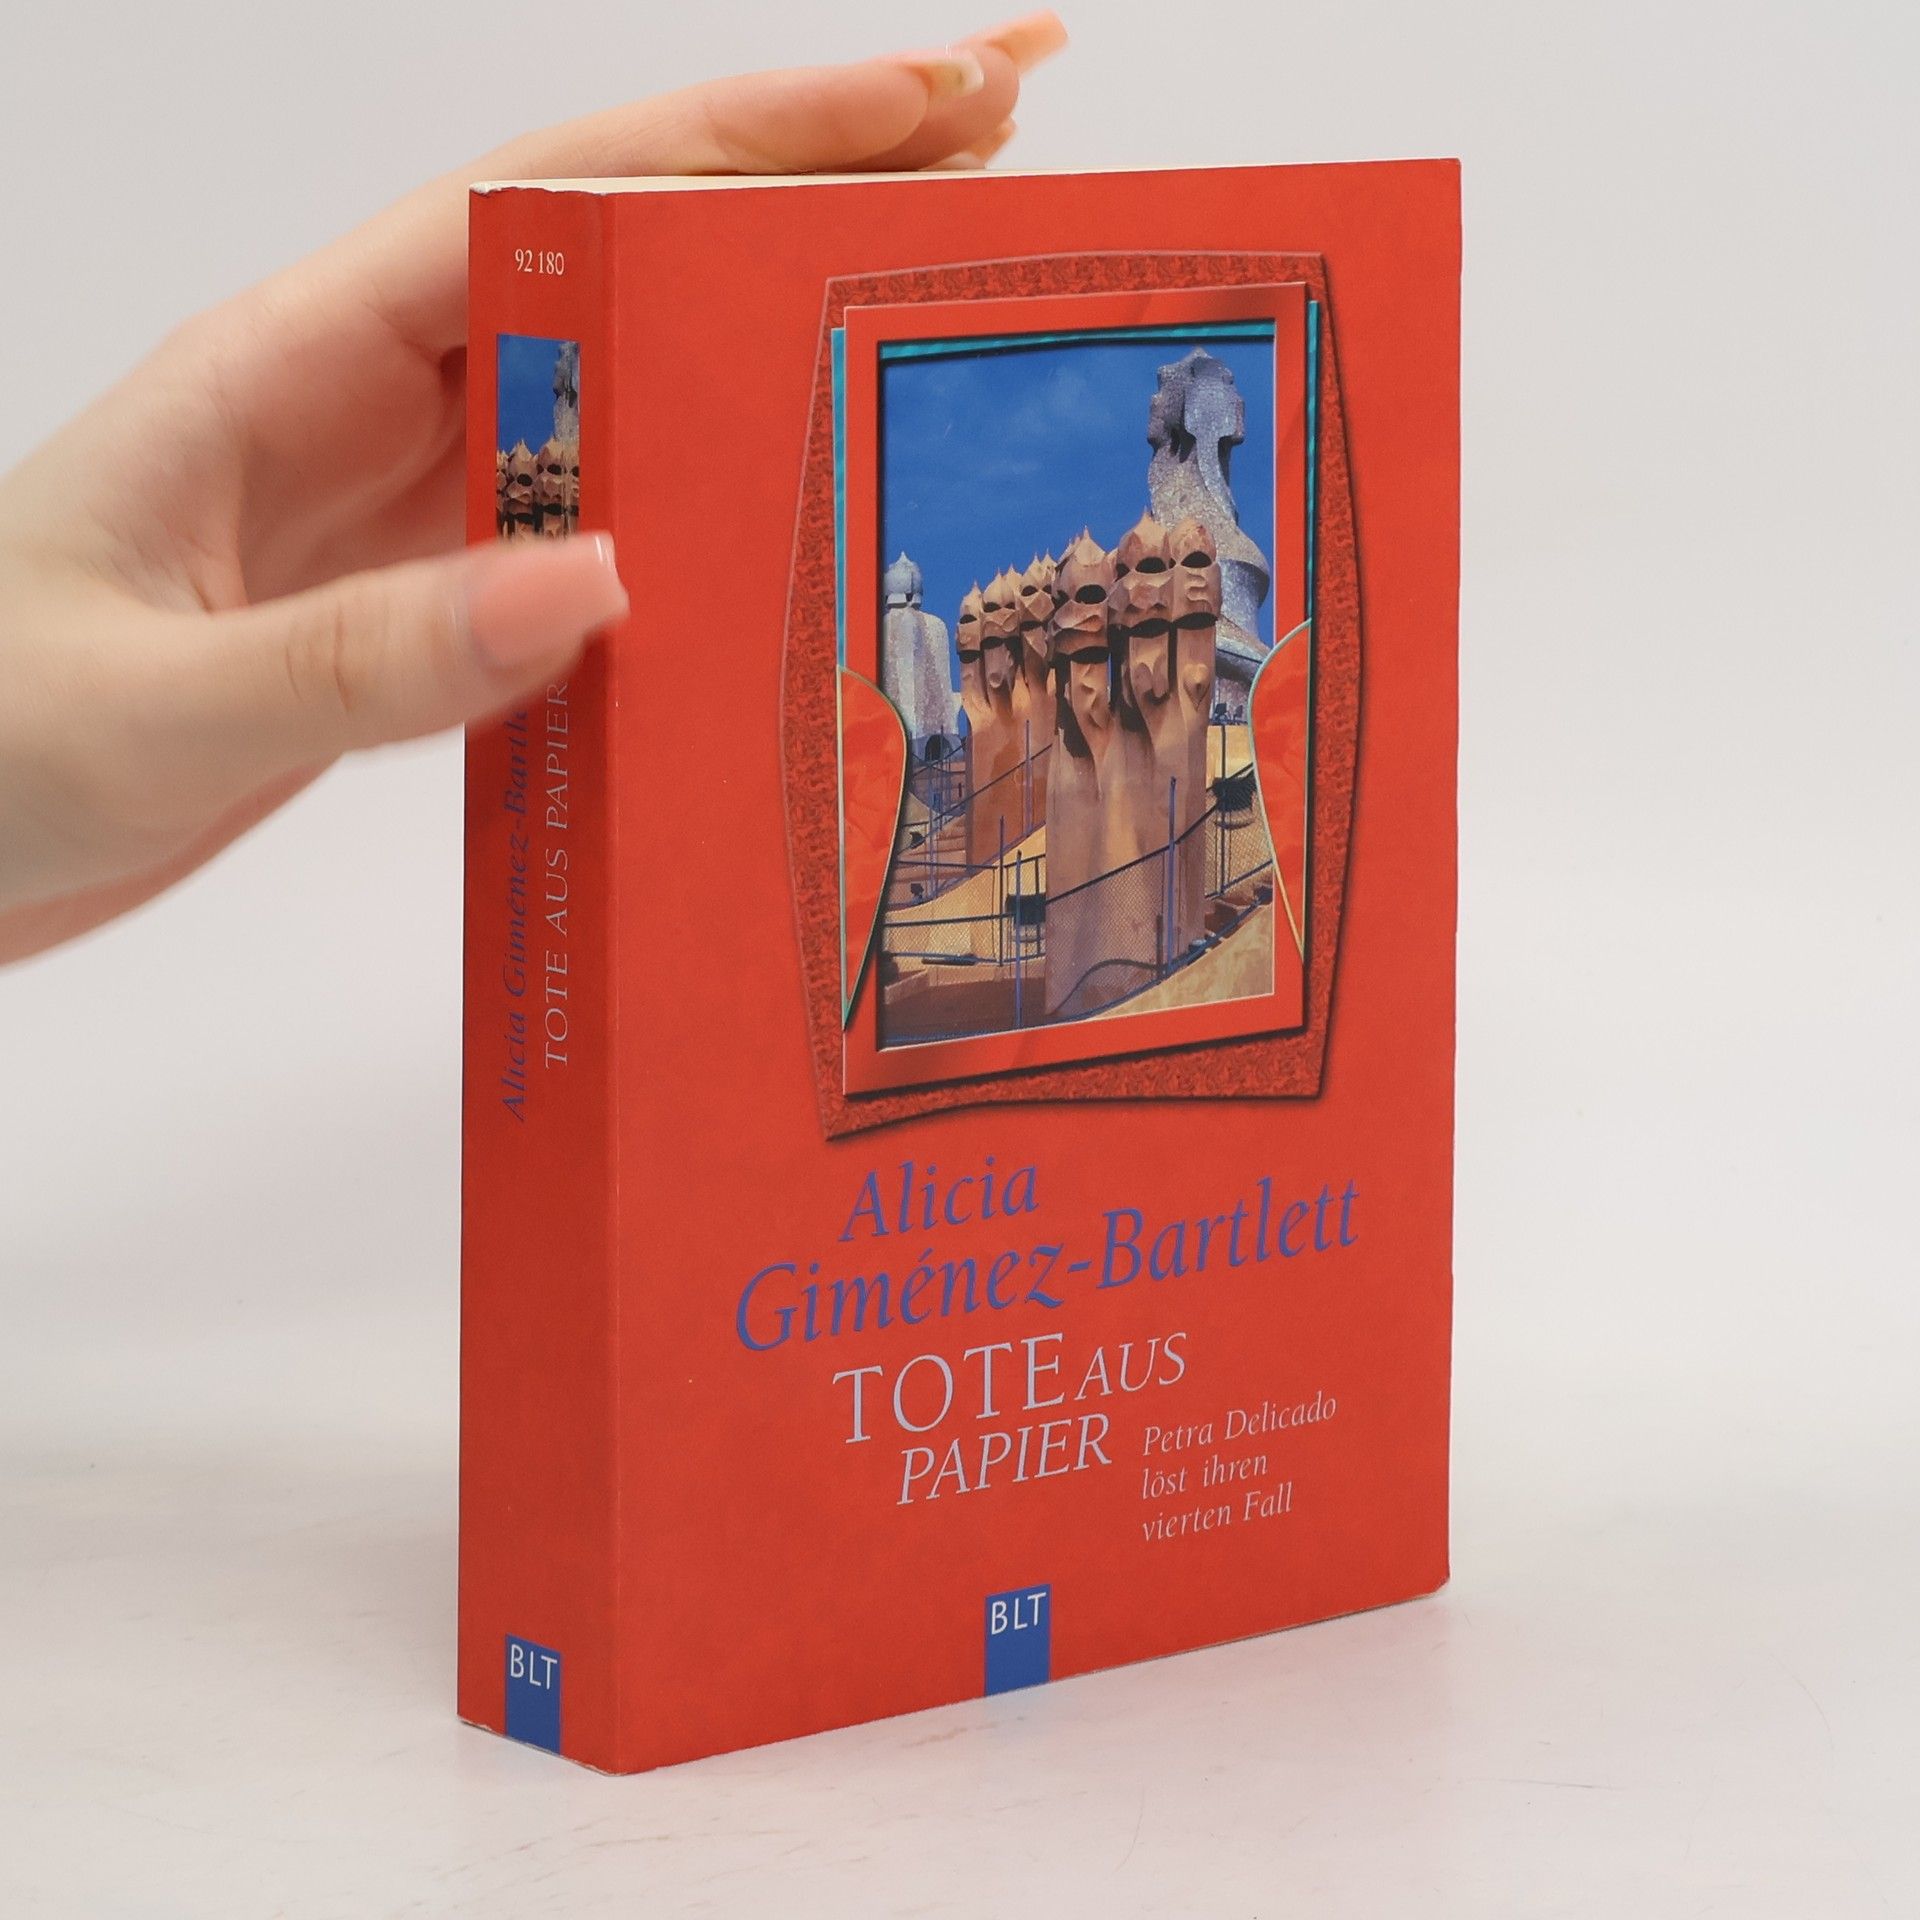 92 180
Alicia Giménez-Bartle
TOTE AUS PAPIER
BLT
Alicia
Giménez-Bartlett
TOTE AUS
PAPIER
Petra Delicado
löst ihren
vierten Fall
BLT